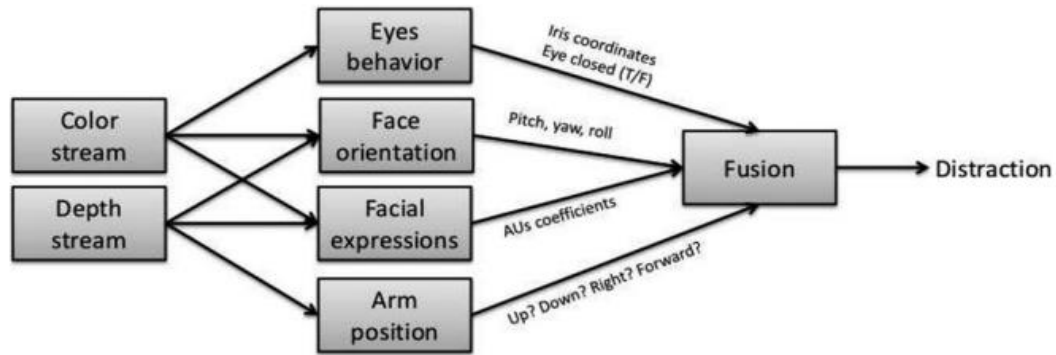 Color
stream
Depth
stream
Eyes
behavior
Face
orientation
Facial
expressions
Arm
position
Iris coordinates
Eye closed (T/F)
Pitch, yaw, roll
AUs coefficients
Up? Down? Right? Forward?
Fusion
Distraction